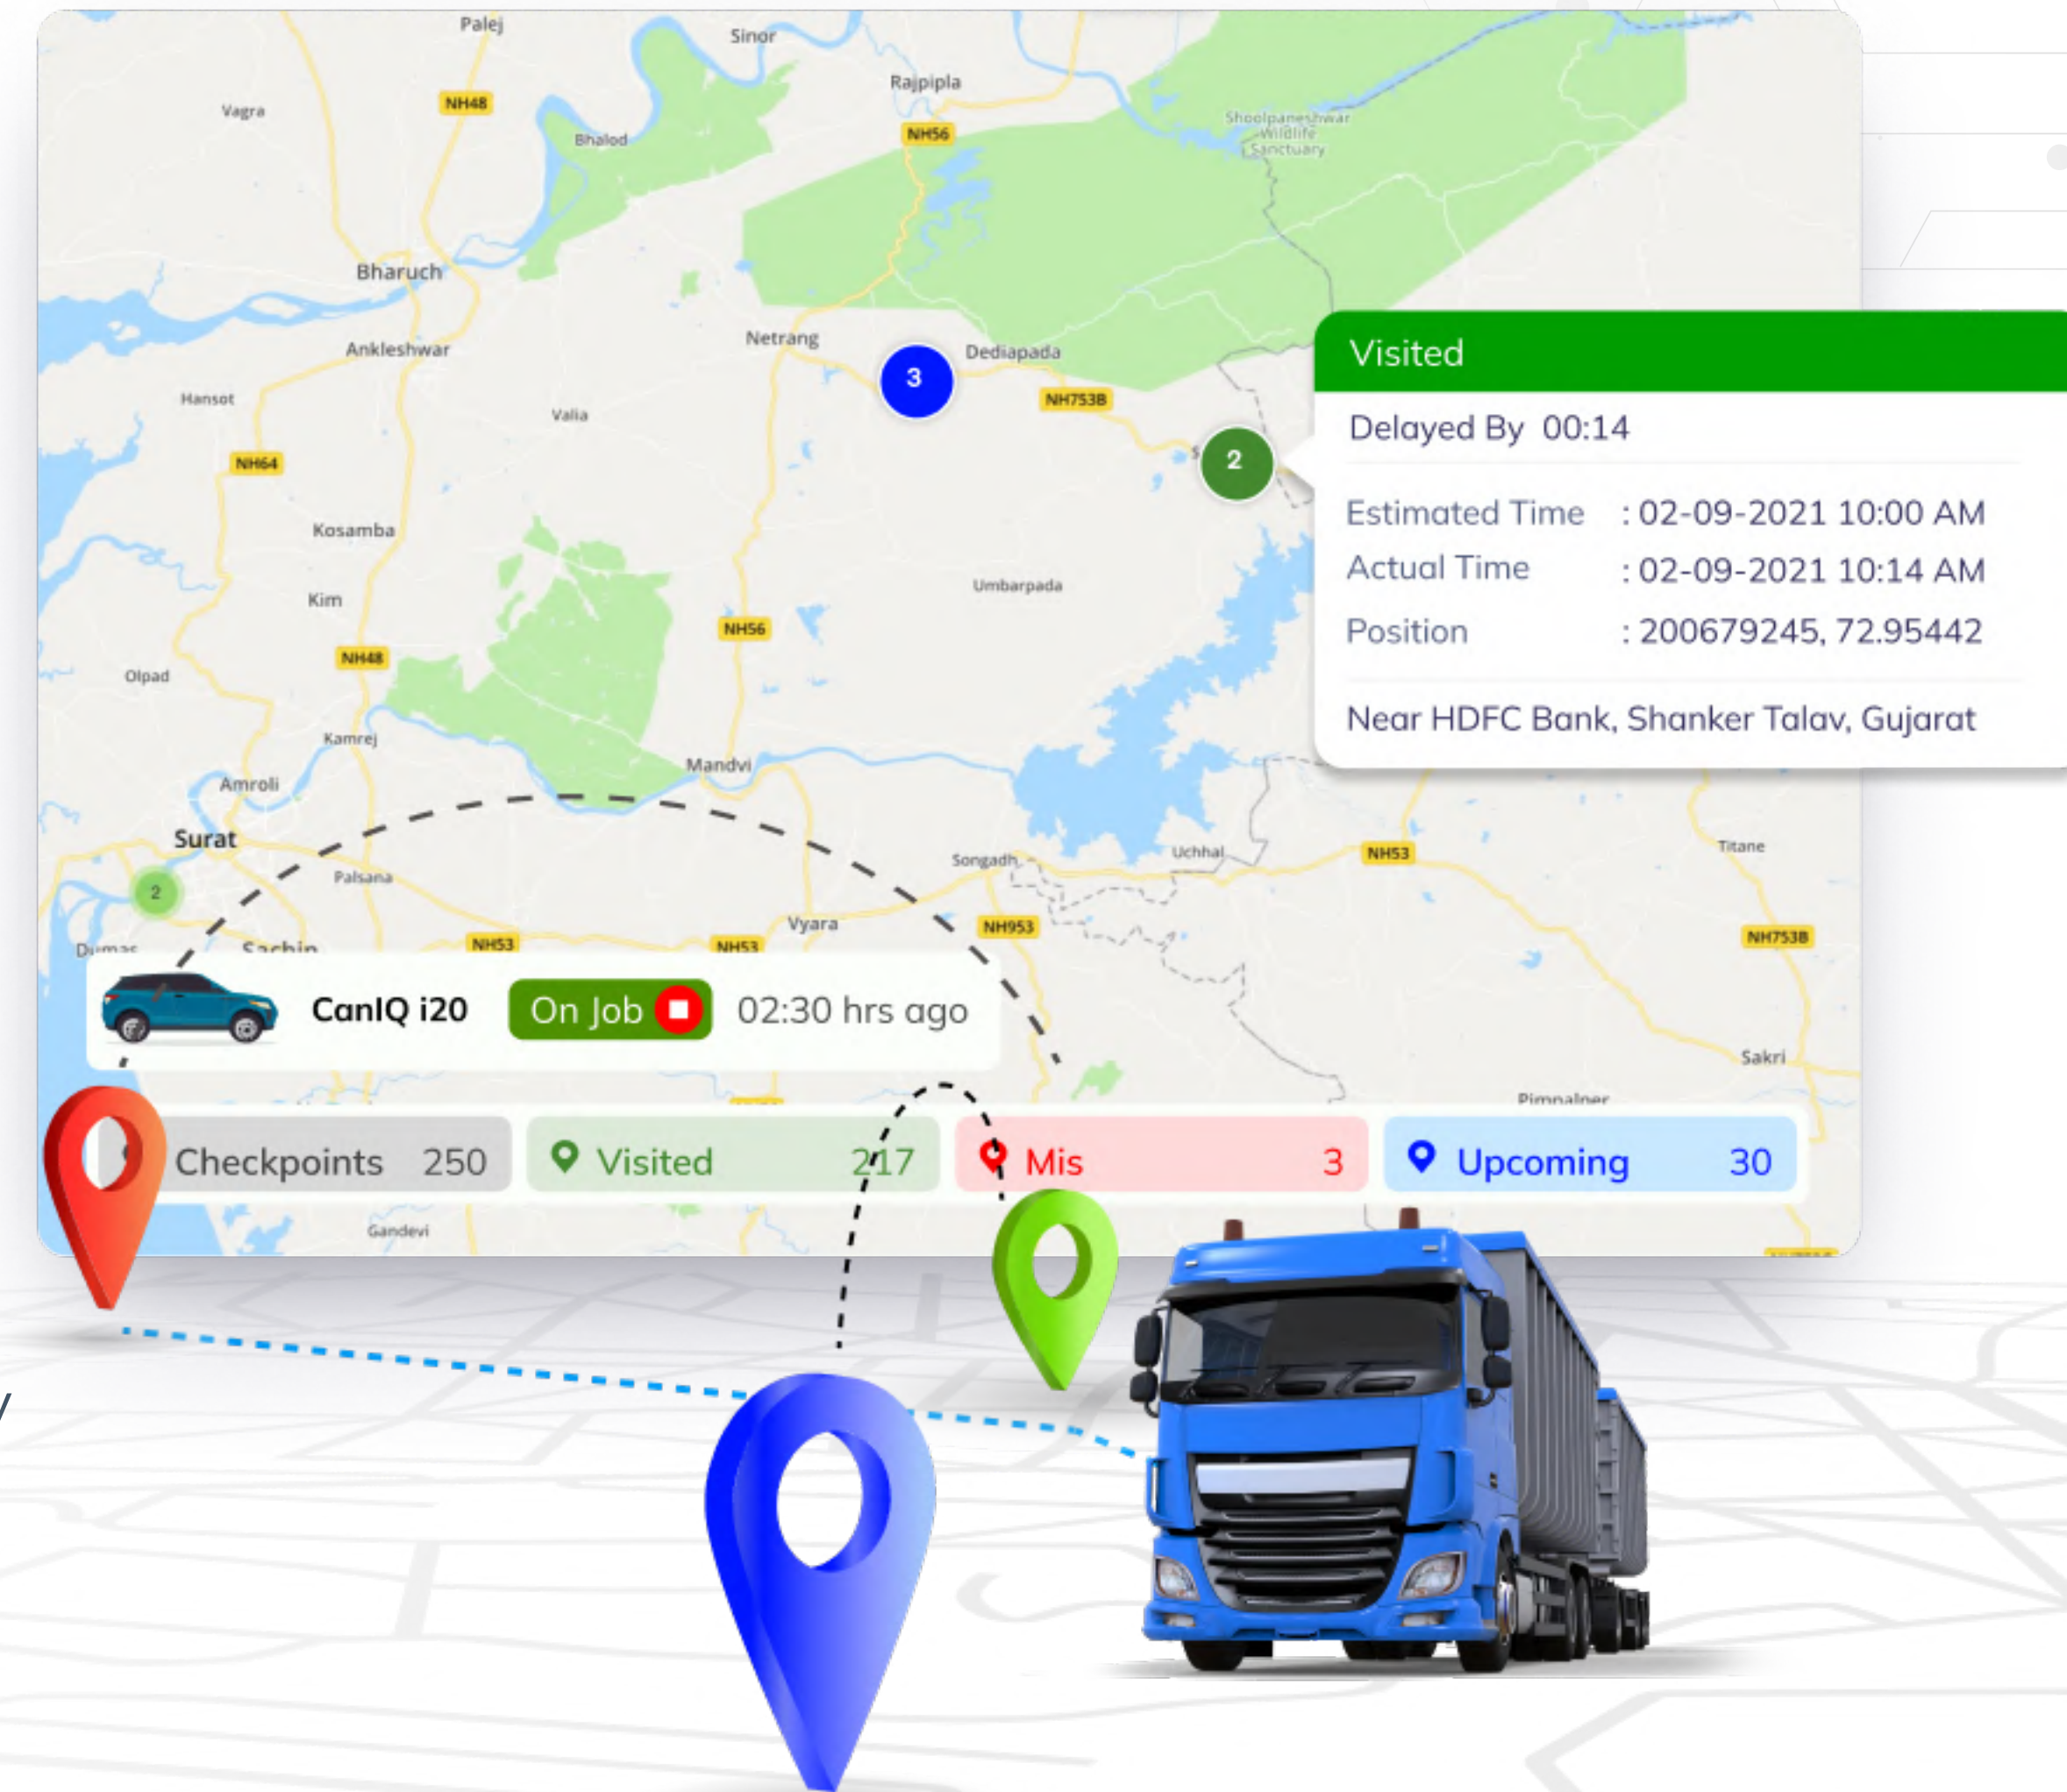 Palej
Sinor
Rajpipla
Vagra
NH48
Shoolpaneshwar
Wildlife
Sanctuary
NH56
Bhalod
Bharuch
Netrang
Dediapada
Ankleshwar
3
Visited
Hansot
NH753B
Valia
Delayed By 00:14
NH64
2
Estimated Time : 02-09-2021 10:00 AM
Kosamba
Actual Time : 02-09-2021 10:14 AM
Umbarpada
Kim
NH56
Position : 200679245, 72.95442
NH48
Olpad
Near HDFC Bank, Shanker Talav, Gujarat
Kamrej
Mandvi
Amroli
Surat
Titane
NH53
Uchhal
Songadh
Palsana
2
Vyara
NH953
NH753B
Dumas
Sachin
NH53
NH53
CanIQ i20
On Job
02:30 hrs ago
Sakri
Pimpalner
Checkpoints 250
Visited 217
Mis 3
Upcoming 30
Gandevi
y